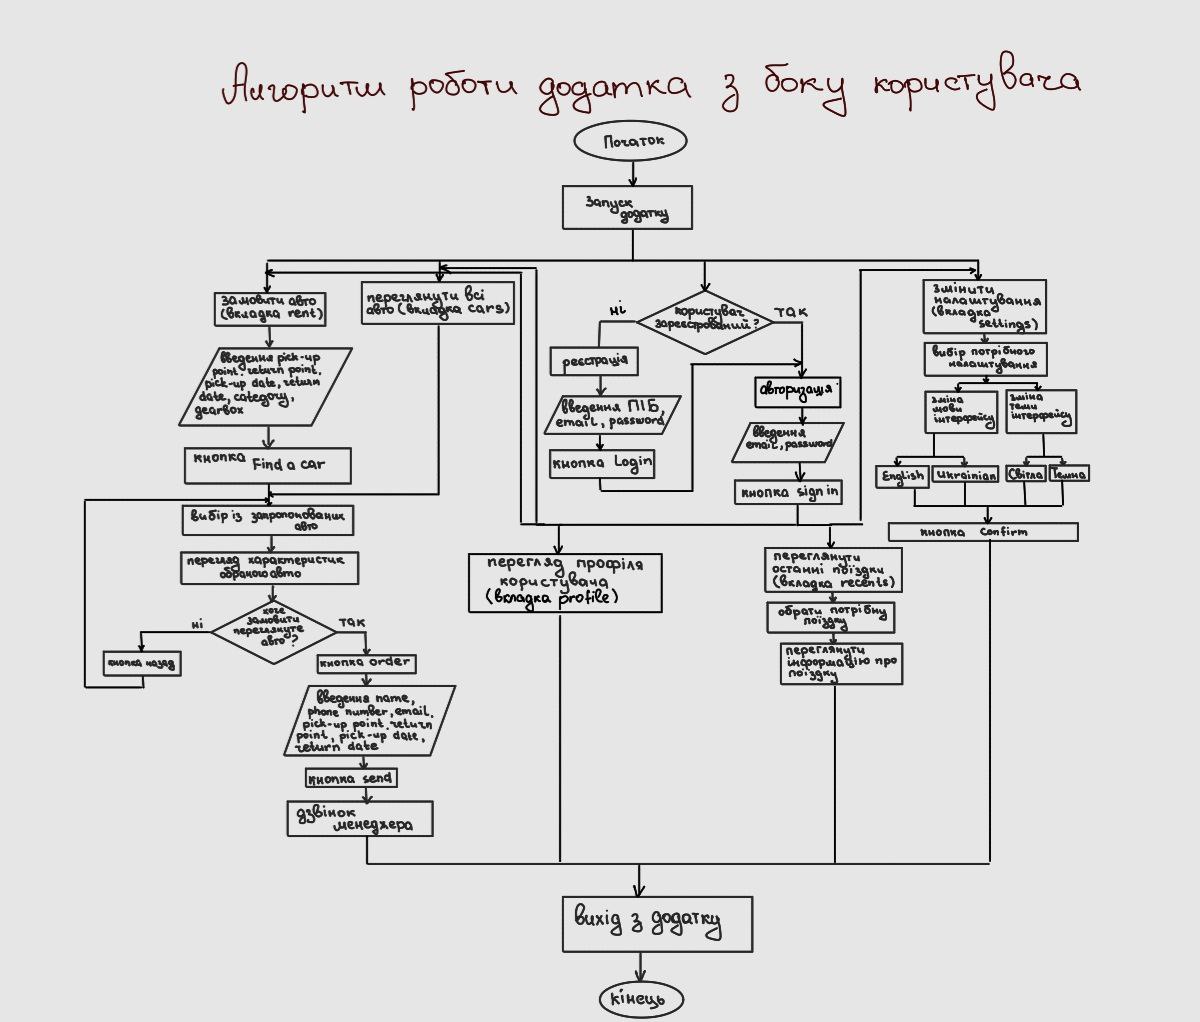 Алгоритм роботи додатка з боку користувача
Початок
Запуск
додатку
Замовити авто
(вкладка rent)
введення pick-up
point, return point,
pick-up date, return
date, category,
gearbox
кнопка Find a car
переглянути всі
авто (вкладка cars)
вибір із запропонованих
авто
перегляд характеристик
обраного авто
хоче
замовити
переглянуте
авто?
ні
так
кнопка назад
кнопка order
введення name,
phone number, email,
pick-up point, return
point, pick-up date,
return date
кнопка send
дзвінок
менеджера
користувач
зареєстрований?
ні
так
реєстрація
введення ПІБ,
email, password
кнопка Login
авторизація
введення
email, password
кнопка sign in
перегляд профіля
користувача
(вкладка profile)
переглянути
останні поїздки
(вкладка recents)
обрати потрібну
поїздку
переглянути
інформацію про
поїздку
змінити
налаштування
(вкладка
settings)
вибір потрібного
налаштування
зміна
мови
інтерфейсу
зміна
теми
інтерфейсу
English
Ukrainian
Світла
Темна
кнопка confirm
вихід з додатку
кінець